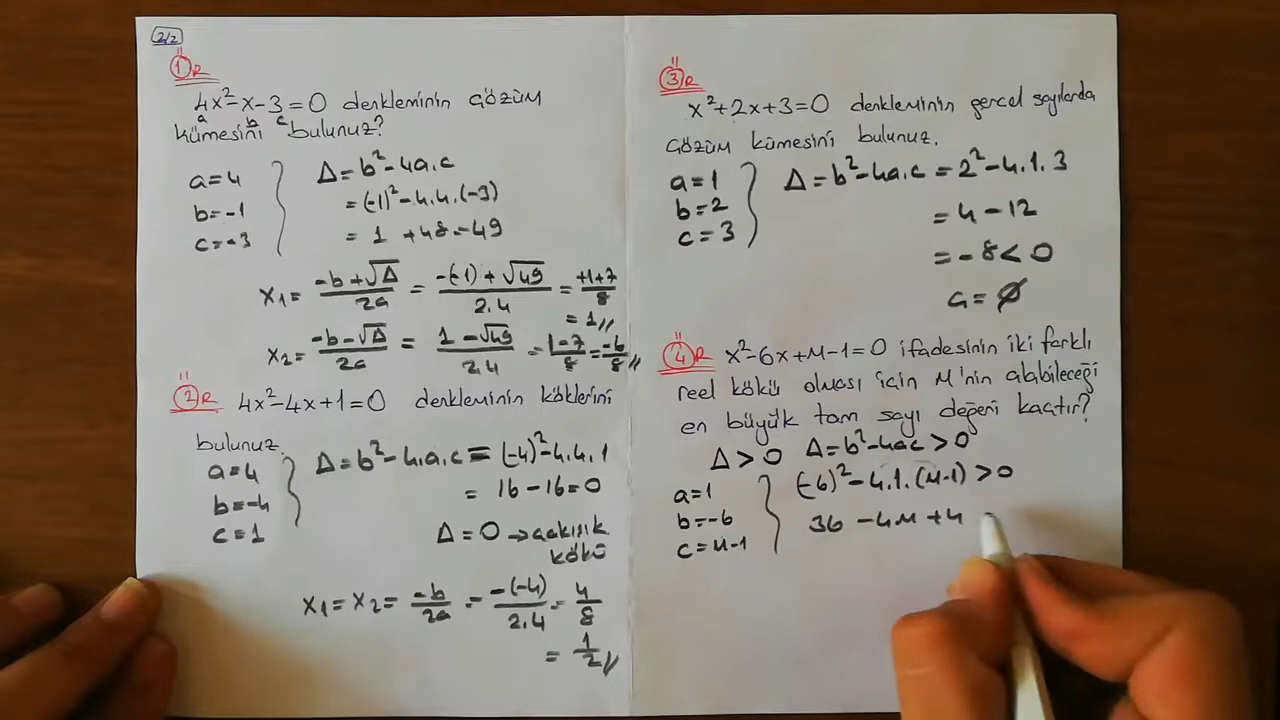 2/2
1) R
4x²-x-3=0 denkleminin çözüm
a b c
kümesini bulunuz?
a=4
b=-1
c=-3
Δ=b²-4a.c
=(-1)²-4.4.(-3)
= 1 +48=49
x₁= (-b+√Δ)/2a = (-(-1)+√49)/2.4 = (+1+7)/8
= 1//
x₂= (-b-√Δ)/2a = (1-√49)/2.4 = (1-7)/8 = -6/8 //
2) R 4x²-4x+1=0 denkleminin köklerini
bulunuz.
a=4
b=-4
c=1
Δ=b²-4.a.c = (-4)²-4.4.1
= 16-16=0
Δ=0 → çakışık
kökü
x₁=x₂= -b/2a = -(-4)/2.4 = 4/8
= 1/2 //
3) R
x²+2x+3=0 denkleminin gerçel sayılarda
çözüm kümesini bulunuz.
a=1
b=2
c=3
Δ=b²-4a.c = 2²-4.1.3
= 4-12
= -8<0
Ç=∅
4) R x²-6x+M-1=0 ifadesinin iki farklı
reel kökü olması için M'nin alabileceği
en büyük tam sayı değeri kaçtır?
Δ>0 Δ=b²-4ac>0
a=1
b=-6
c=M-1
(-6)²-4.1.(M-1)>0
36 -4M +4